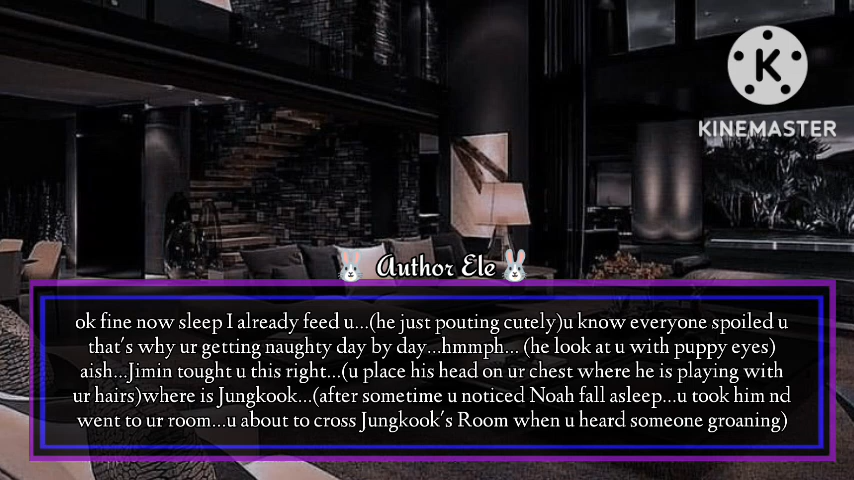 K
KINEMASTER
🐰 Author Ele 🐰
ok fine now sleep I already feed u...(he just pouting cutely)u know everyone spoiled u
that's why ur getting naughty day by day...hmmph... (he look at u with puppy eyes)
aish...Jimin tought u this right...(u place his head on ur chest where he is playing with
ur hairs)where is Jungkook...(after sometime u noticed Noah fall asleep...u took him nd
went to ur room...u about to cross Jungkook's Room when u heard someone groaning)